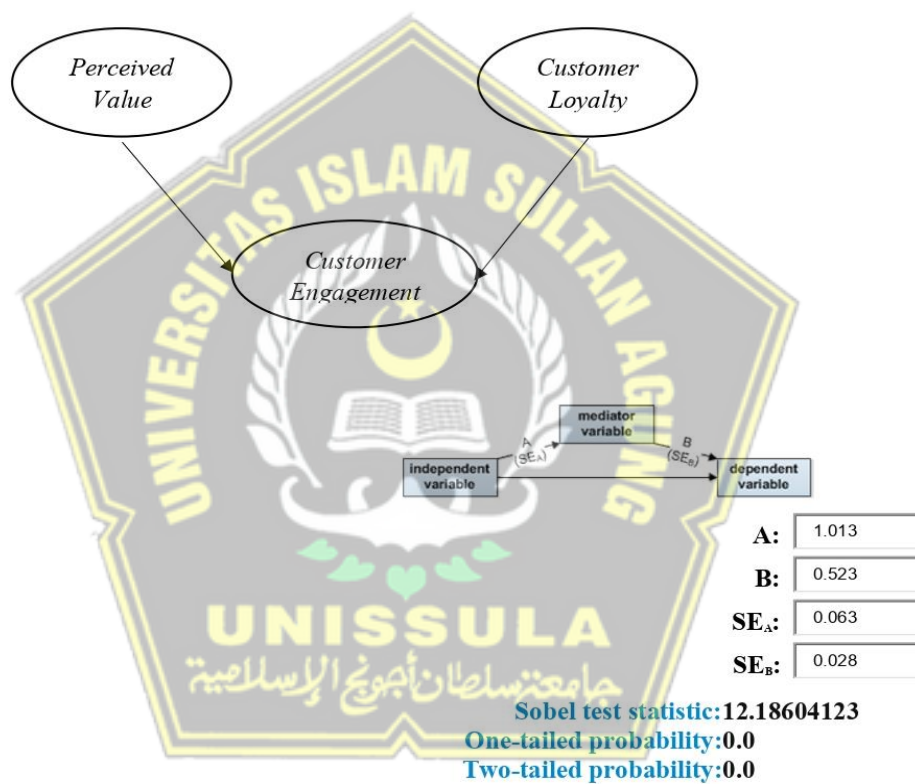 Perceived
Value
Customer
Loyalty
UNIVERSITAS ISLAM SULTAN AGUNG
Customer
Engagement
mediator
variable
A
(SEA)
B
(SEB)
independent
variable
dependent
variable
A: 1.013
B: 0.523
SEA: 0.063
SEB: 0.028
UNISSULA
جامعة سلطان أجونج الإسلامية
Sobel test statistic:12.18604123
One-tailed probability:0.0
Two-tailed probability:0.0